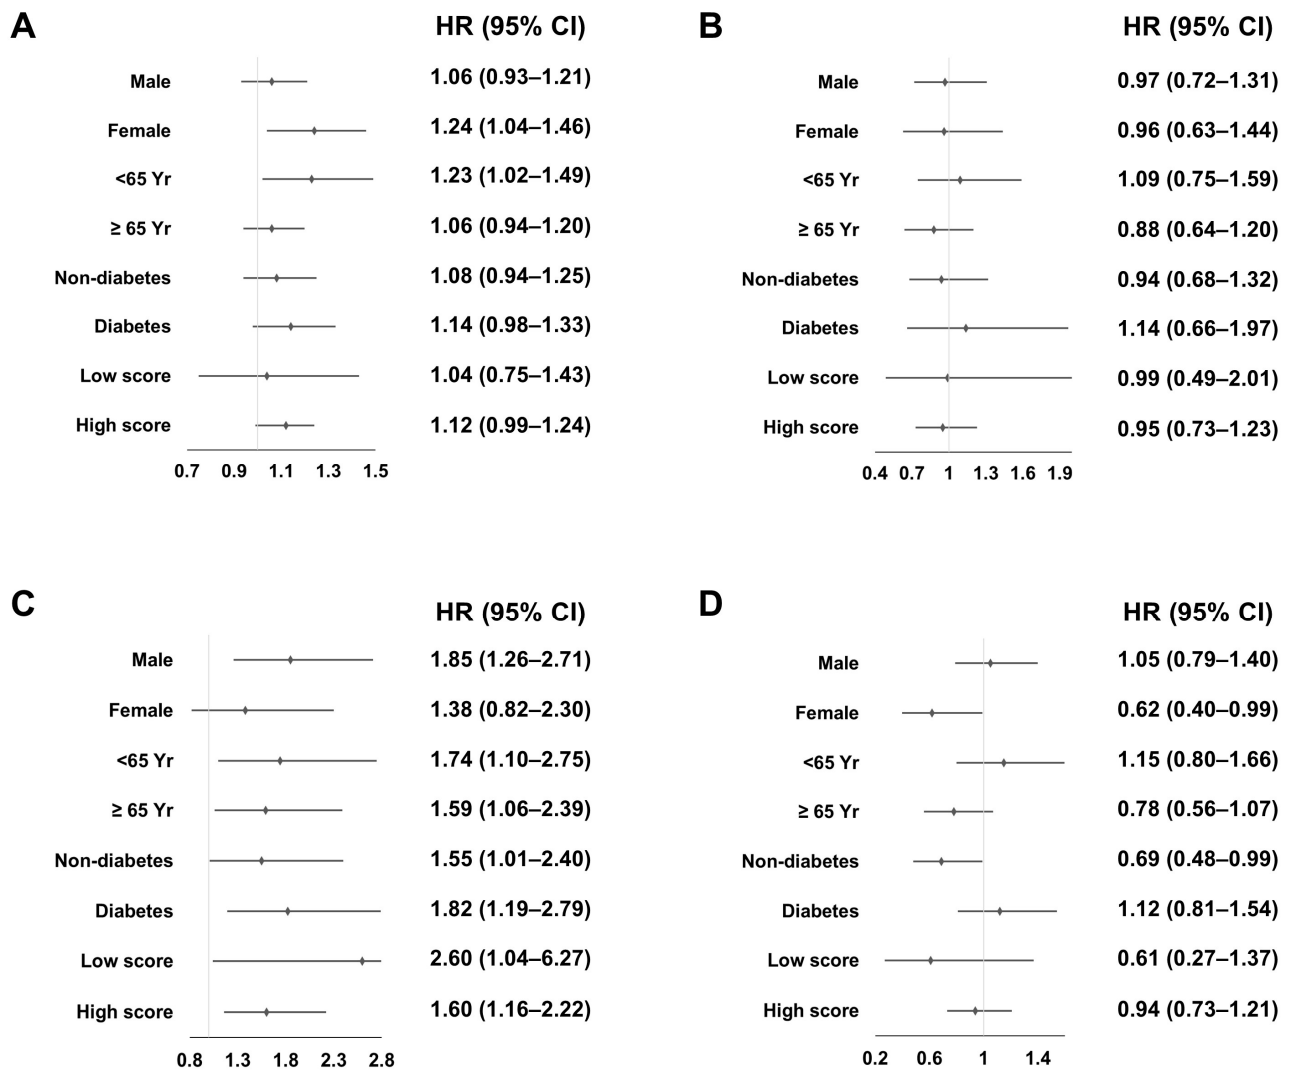 A
HR (95% CI)
Male 1.06 (0.93–1.21)
Female 1.24 (1.04–1.46)
<65 Yr 1.23 (1.02–1.49)
≥ 65 Yr 1.06 (0.94–1.20)
Non-diabetes 1.08 (0.94–1.25)
Diabetes 1.14 (0.98–1.33)
Low score 1.04 (0.75–1.43)
High score 1.12 (0.99–1.24)
0.7 0.9 1.1 1.3 1.5
B
HR (95% CI)
Male 0.97 (0.72–1.31)
Female 0.96 (0.63–1.44)
<65 Yr 1.09 (0.75–1.59)
≥ 65 Yr 0.88 (0.64–1.20)
Non-diabetes 0.94 (0.68–1.32)
Diabetes 1.14 (0.66–1.97)
Low score 0.99 (0.49–2.01)
High score 0.95 (0.73–1.23)
0.4 0.7 1 1.3 1.6 1.9
C
HR (95% CI)
Male 1.85 (1.26–2.71)
Female 1.38 (0.82–2.30)
<65 Yr 1.74 (1.10–2.75)
≥ 65 Yr 1.59 (1.06–2.39)
Non-diabetes 1.55 (1.01–2.40)
Diabetes 1.82 (1.19–2.79)
Low score 2.60 (1.04–6.27)
High score 1.60 (1.16–2.22)
0.8 1.3 1.8 2.3 2.8
D
HR (95% CI)
Male 1.05 (0.79–1.40)
Female 0.62 (0.40–0.99)
<65 Yr 1.15 (0.80–1.66)
≥ 65 Yr 0.78 (0.56–1.07)
Non-diabetes 0.69 (0.48–0.99)
Diabetes 1.12 (0.81–1.54)
Low score 0.61 (0.27–1.37)
High score 0.94 (0.73–1.21)
0.2 0.6 1 1.4